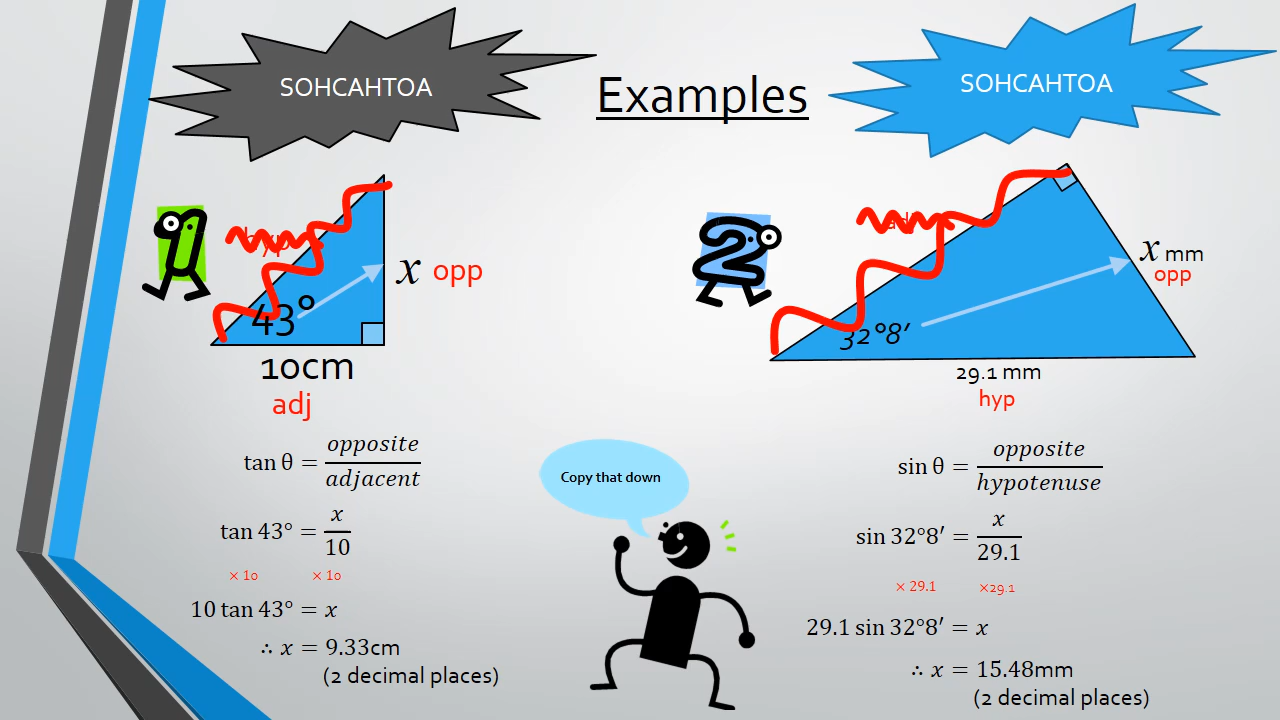 SOHCAHTOA
Examples
SOHCAHTOA
hyp
43°
x opp
10cm
adj
tan θ = opposite/adjacent
tan 43° = x/10
× 10 × 10
10 tan 43° = x
∴ x = 9.33cm
(2 decimal places)
Copy that down
adj
32°8′
x mm
opp
29.1 mm
hyp
sin θ = opposite/hypotenuse
sin 32°8′ = x/29.1
× 29.1 ×29.1
29.1 sin 32°8′ = x
∴ x = 15.48mm
(2 decimal places)